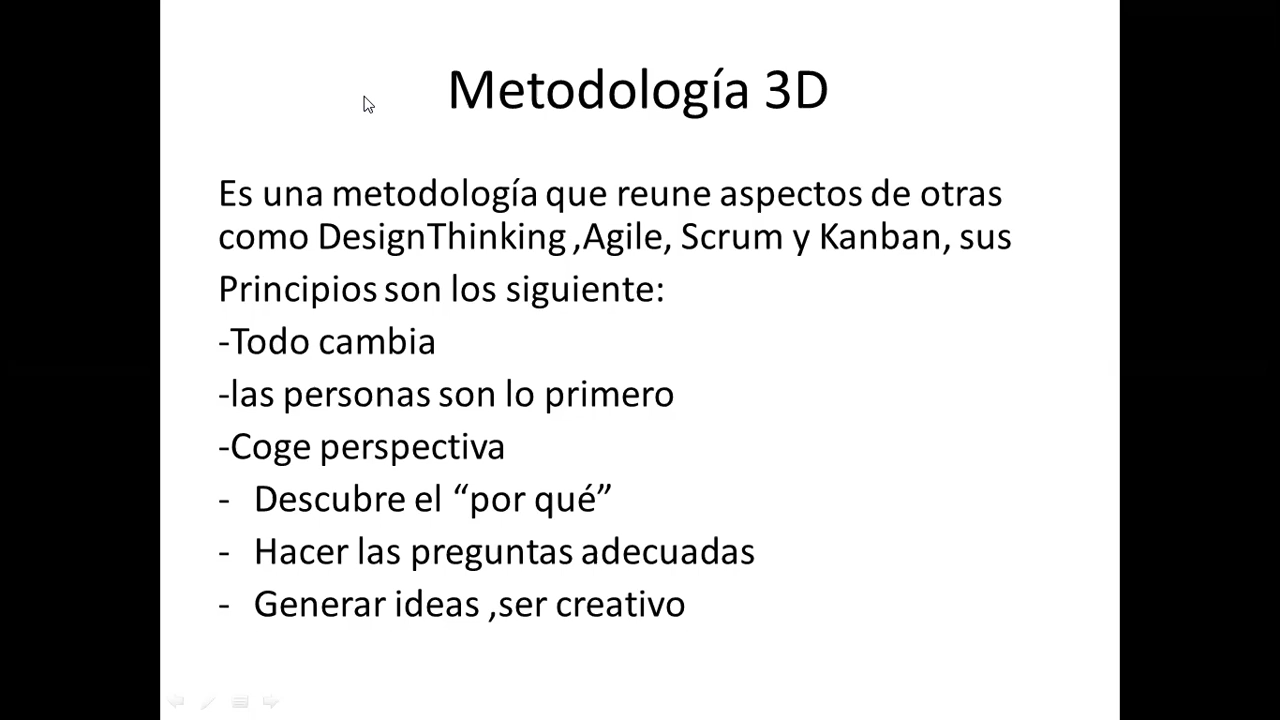 Metodología 3D
Es una metodología que reune aspectos de otras
como DesignThinking ,Agile, Scrum y Kanban, sus
Principios son los siguiente:
-Todo cambia
-las personas son lo primero
-Coge perspectiva
- Descubre el “por qué”
- Hacer las preguntas adecuadas
- Generar ideas ,ser creativo